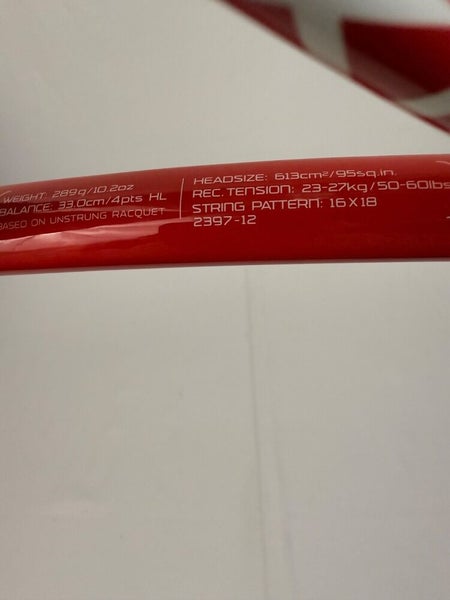 WEIGHT: 289g/10.2oz
BALANCE: 33.0cm/4pts HL
BASED ON UNSTRUNG RACQUET
HEADSIZE: 613cm²/95sq.in.
REC. TENSION: 23-27kg/50-60lbs
STRING PATTERN: 16X18
2397-12